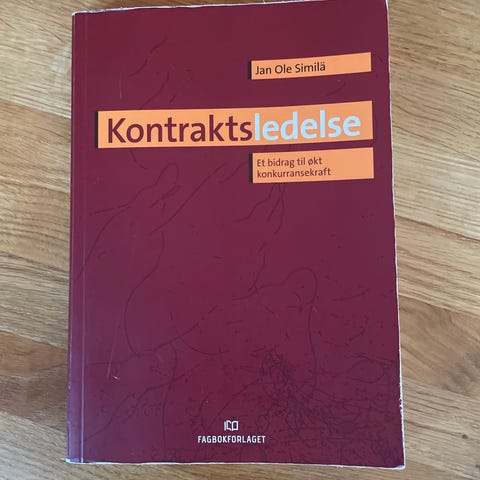 Jan Ole Similä
Kontraktsledelse
Et bidrag til økt
konkurransekraft
FAGBOKFORLAGET